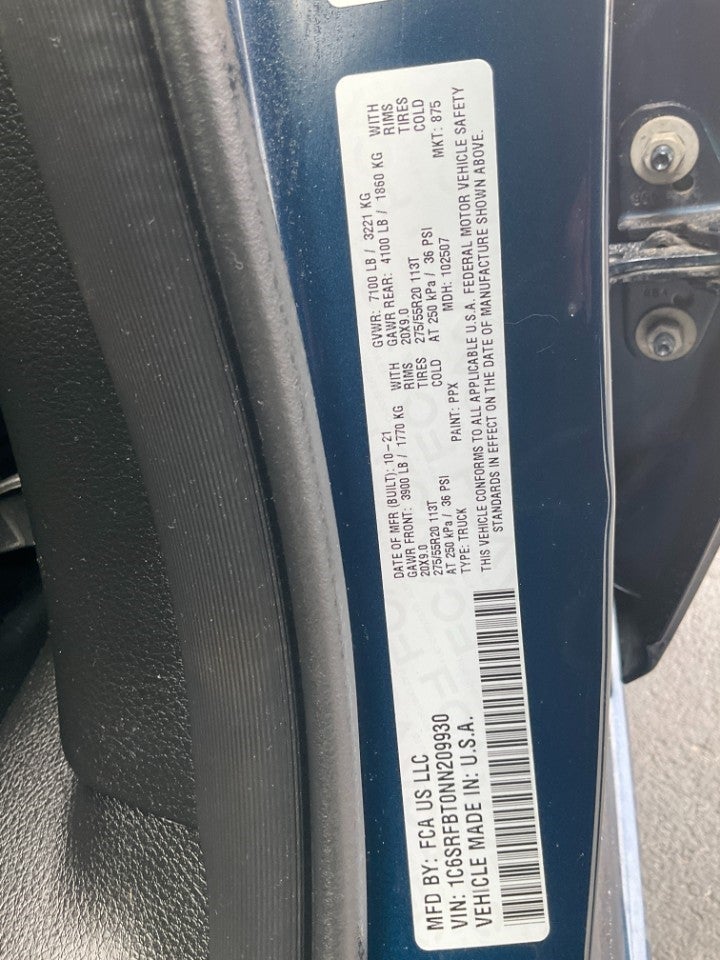 MFD BY: FCA US LLC
VIN: 1C6SRFBT0NN209930
VEHICLE MADE IN: U.S.A.
DATE OF MFR (BUILT): 10-21
GAWR FRONT: 3900 LB / 1770 KG WITH
20X9.0 RIMS
275/55R20 113T TIRES
AT 250 kPa / 36 PSI COLD
TYPE: TRUCK PAINT: PPX
GVWR: 7100 LB / 3221 KG
GAWR REAR: 4100 LB / 1860 KG WITH
20X9.0 RIMS
275/55R20 113T TIRES
AT 250 kPa / 36 PSI COLD
MDH: 102507 MKT: 875
THIS VEHICLE CONFORMS TO ALL APPLICABLE U.S.A. FEDERAL MOTOR VEHICLE SAFETY
STANDARDS IN EFFECT ON THE DATE OF MANUFACTURE SHOWN ABOVE.